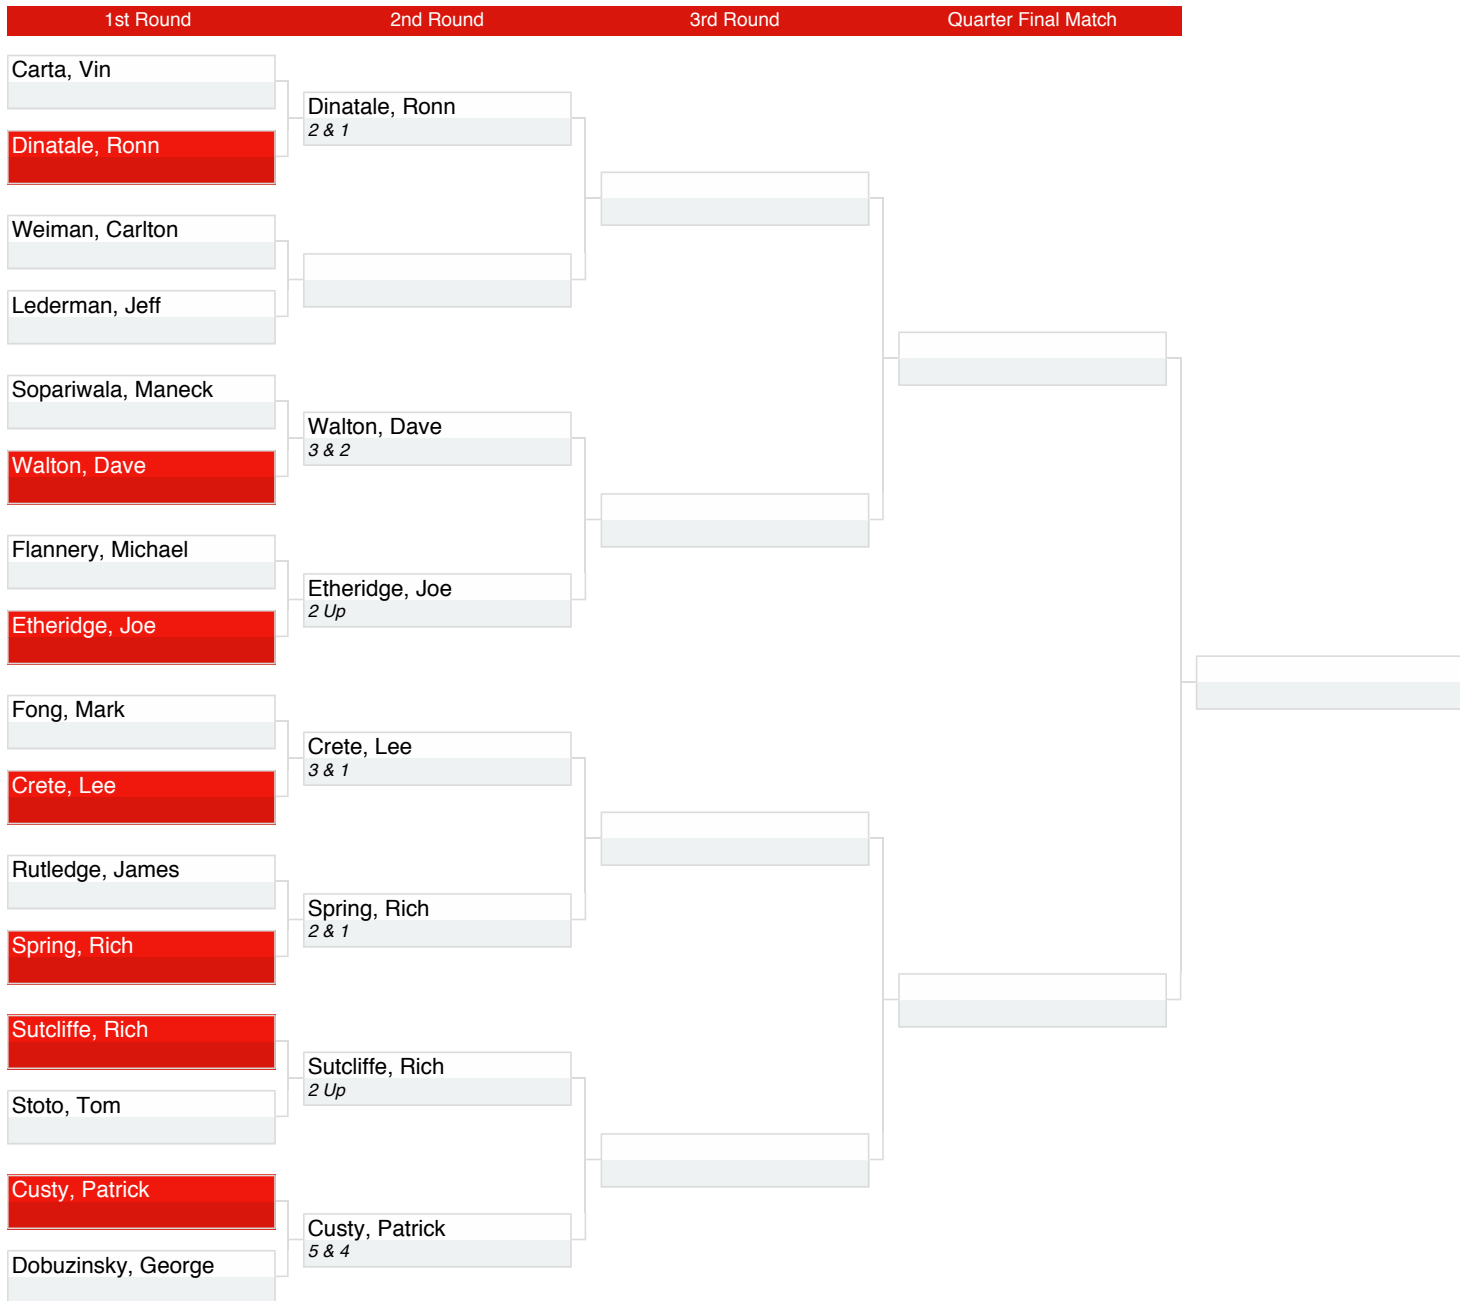 1st Round 2nd Round 3rd Round Quarter Final Match
Carta, Vin
Dinatale, Ronn
2 & 1
Dinatale, Ronn
Weiman, Carlton
Lederman, Jeff
Sopariwala, Maneck
Walton, Dave
3 & 2
Walton, Dave
Flannery, Michael
Etheridge, Joe
2 Up
Etheridge, Joe
Fong, Mark
Crete, Lee
3 & 1
Crete, Lee
Rutledge, James
Spring, Rich
2 & 1
Spring, Rich
Sutcliffe, Rich
Sutcliffe, Rich
2 Up
Stoto, Tom
Custy, Patrick
Custy, Patrick
5 & 4
Dobuzinsky, George